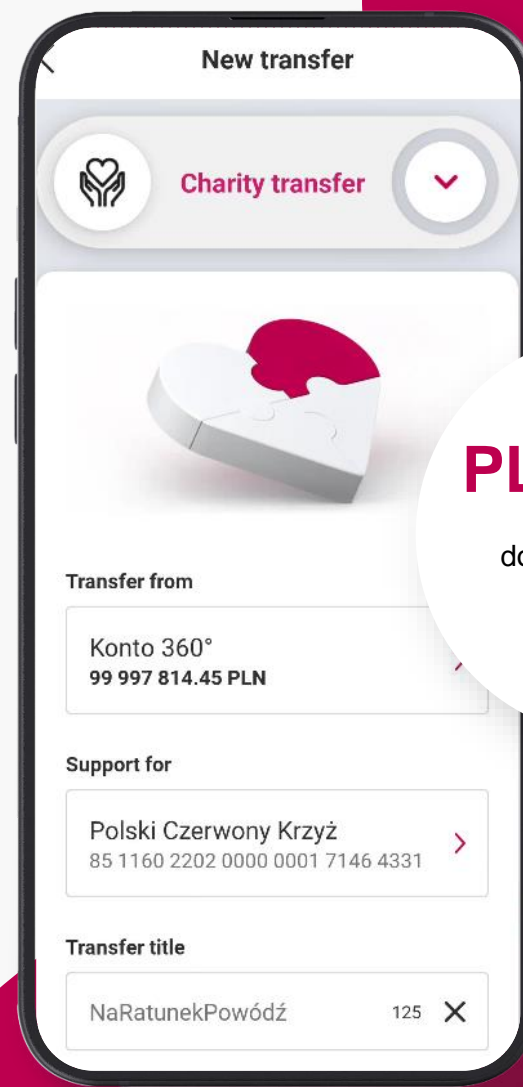 New transfer
Charity transfer
Transfer from
Konto 360°
99 997 814.45 PLN
Support for
Polski Czerwony Krzyż
85 1160 2202 0000 0001 7146 4331
Transfer title
NaRatunekPowódź 125